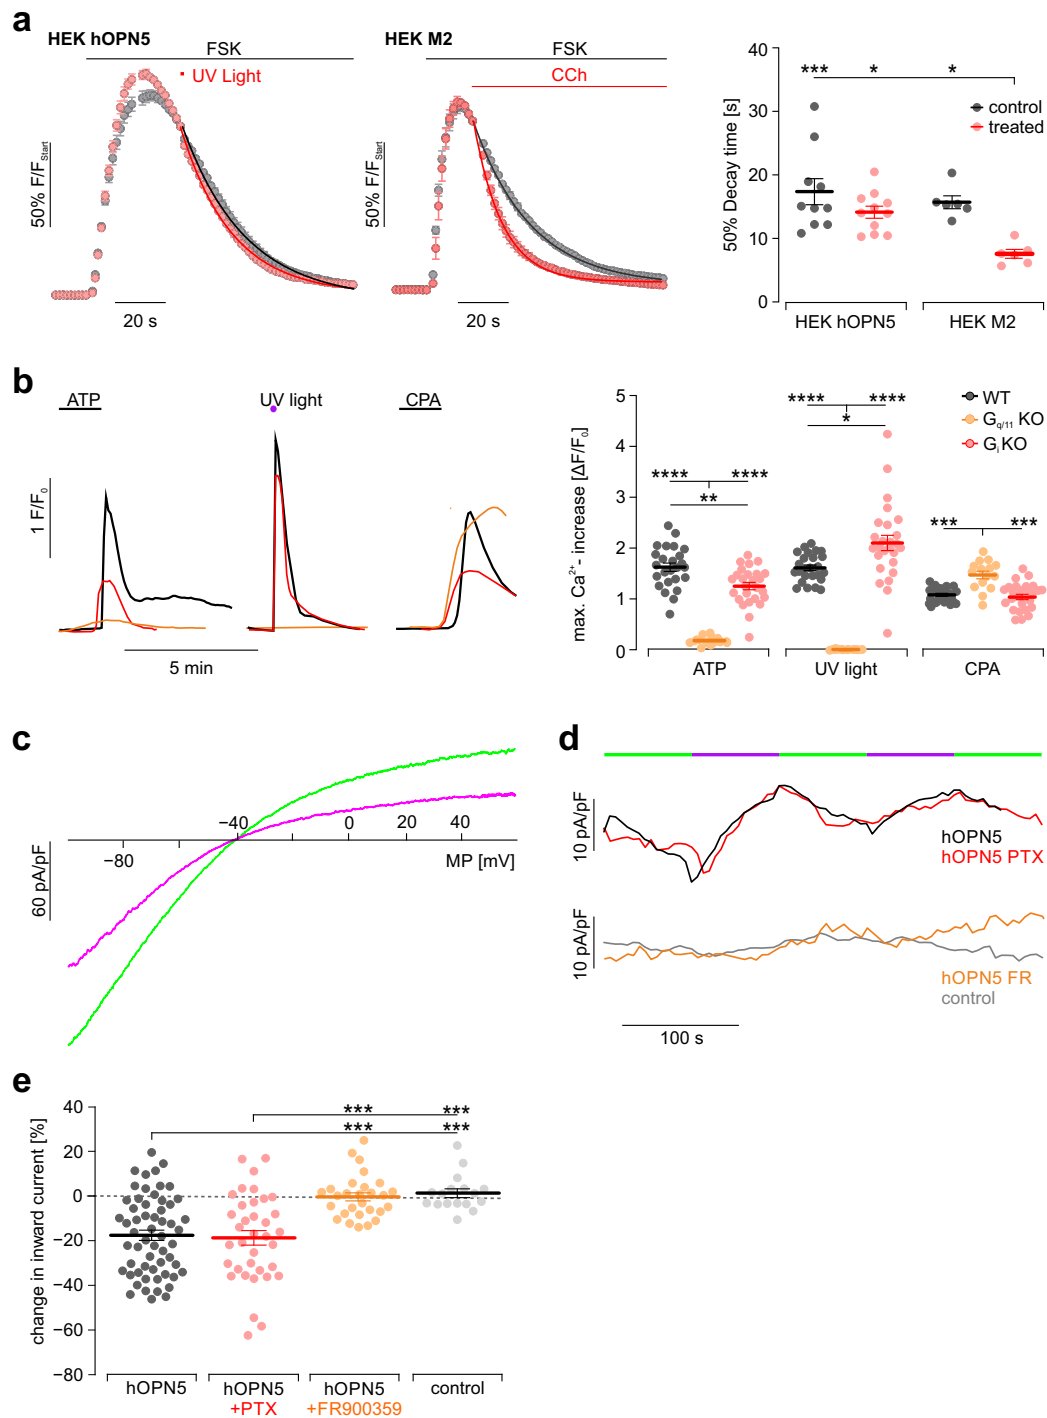 a
HEK hOPN5
FSK
UV Light
50% F/FStart
20 s
HEK M2
FSK
CCh
50% F/FStart
20 s
50% Decay time [s]
40
30
20
10
0
*** * *
control
treated
HEK hOPN5 HEK M2
b
ATP UV light CPA
1 F/F0
5 min
max. Ca2+- increase [ΔF/F0]
5
4
3
2
1
0
**** ****
**
**** ****
*
*** ***
WT
Gq/11 KO
Gi KO
ATP UV light CPA
c
60 pA/pF
−80 −40 0 20 40
MP [mV]
d
10 pA/pF
hOPN5
hOPN5 PTX
10 pA/pF
hOPN5 FR
control
100 s
e
change in inward current [%]
40
20
0
−20
−40
−60
−80
*** ***
*** ***
hOPN5 hOPN5 hOPN5 control
+PTX +FR900359